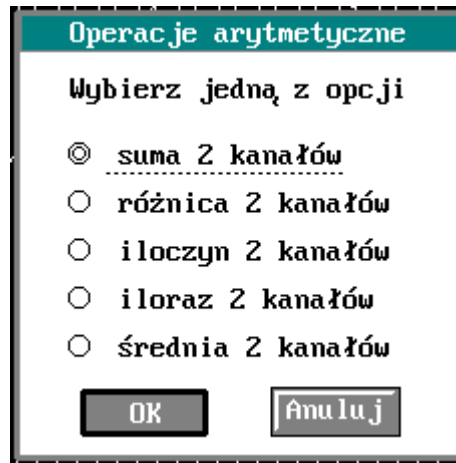 Operacje arytmetyczne
Wybierz jedną z opcji
suma 2 kanałów
różnica 2 kanałów
iloczyn 2 kanałów
iloraz 2 kanałów
średnia 2 kanałów
OK Anuluj